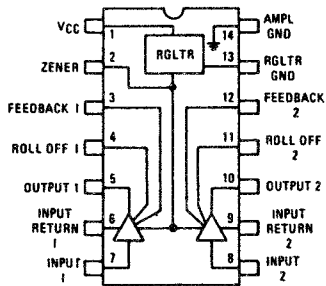 VCC
1
ZENER
2
FEEDBACK 1
3
ROLL OFF 1
4
OUTPUT 1
5
INPUT
RETURN
1
6
INPUT
1
7
RGLTR
AMPL
GND
14
RGLTR
GND
13
FEEDBACK
2
12
ROLL OFF
2
11
OUTPUT 2
10
INPUT
RETURN
2
9
INPUT 2
8